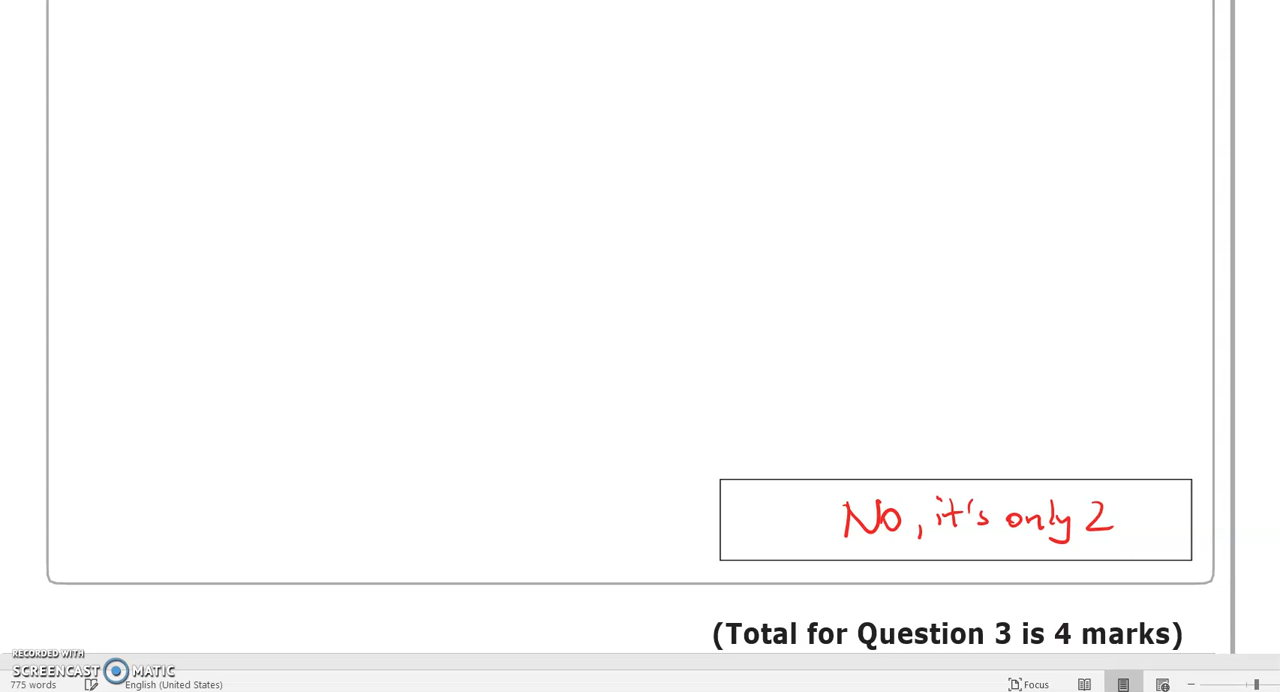 No, it's only 2
(Total for Question 3 is 4 marks)
RECORDED WITH
SCREENCAST MATIC
775 words English (United States) Focus